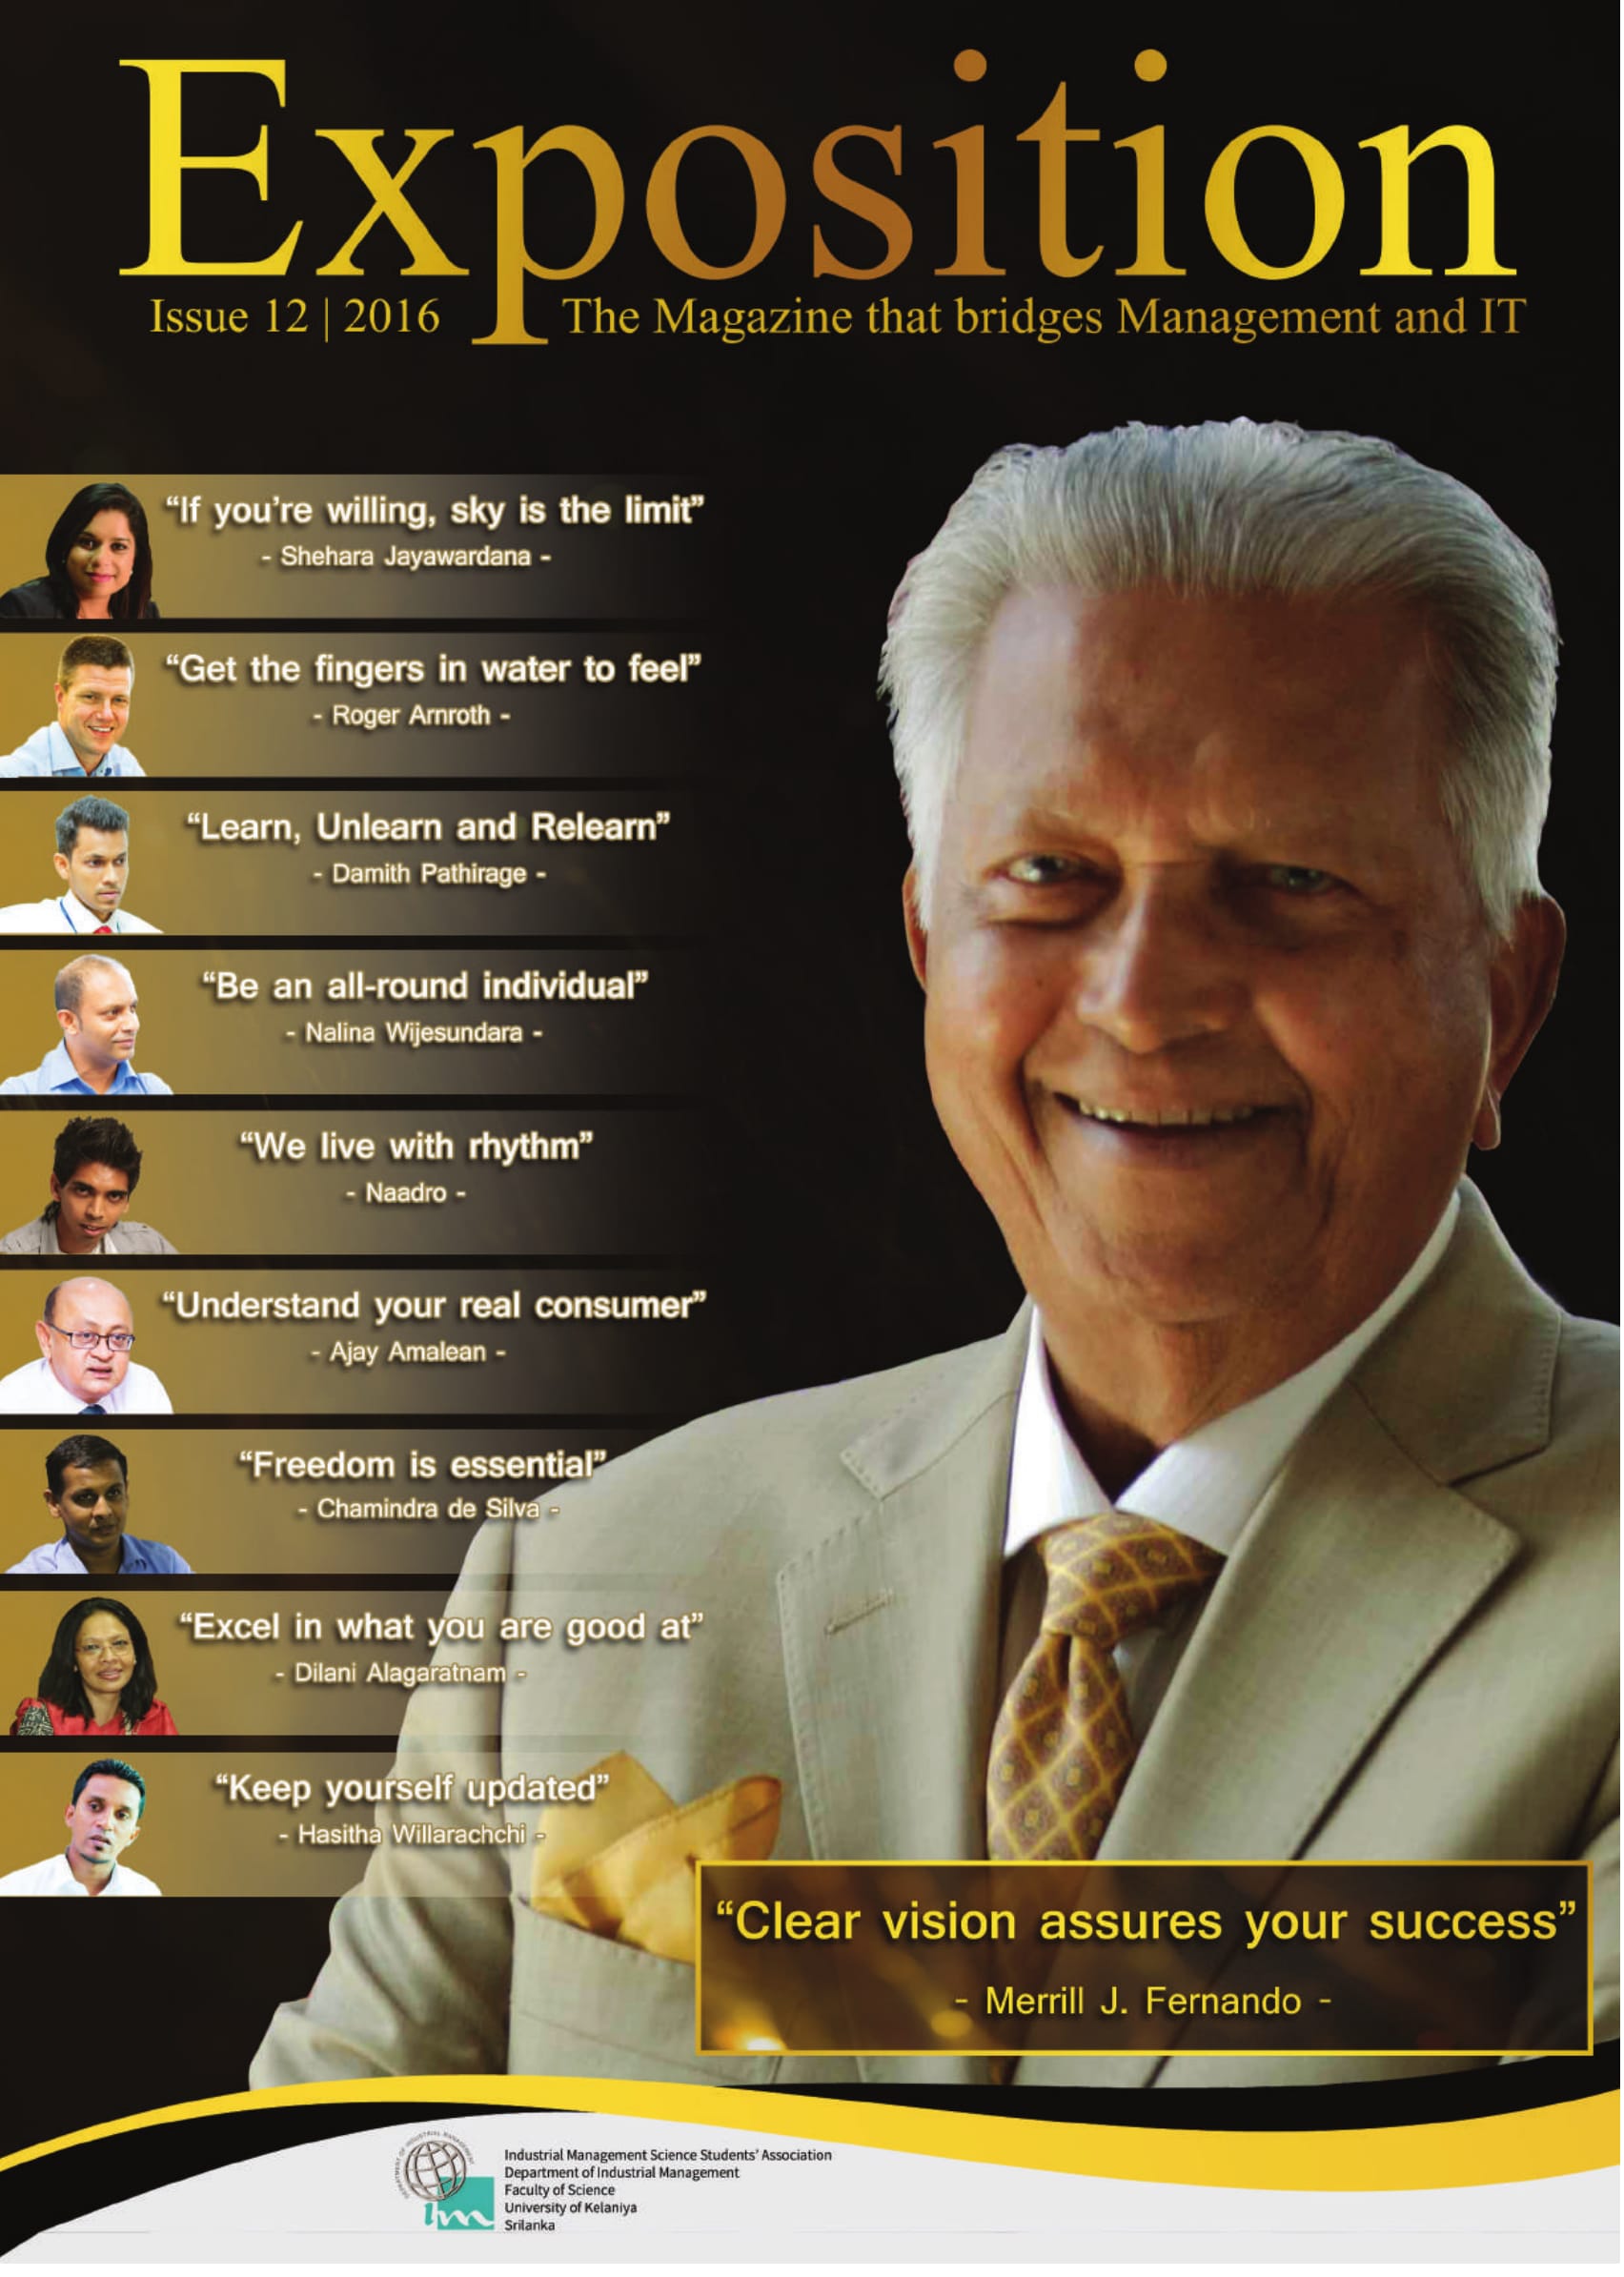 Exposition
Issue 12 | 2016
The Magazine that bridges Management and IT
“If you're willing, sky is the limit”
- Shehara Jayawardana -
“Get the fingers in water to feel”
- Roger Arnroth -
“Learn, Unlearn and Relearn”
- Damith Pathirage -
“Be an all-round individual”
- Nalina Wijesundara -
“We live with rhythm”
- Naadro -
“Understand your real consumer”
- Ajay Amalean -
“Freedom is essential”
- Chamindra de Silva -
“Excel in what you are good at”
- Dilani Alagaratnam -
“Keep yourself updated”
- Hasitha Willarachchi -
“Clear vision assures your success”
- Merrill J. Fernando -
DEPARTMENT OF INDUSTRIAL MANAGEMENT
im
Industrial Management Science Students' Association
Department of Industrial Management
Faculty of Science
University of Kelaniya
Srilanka